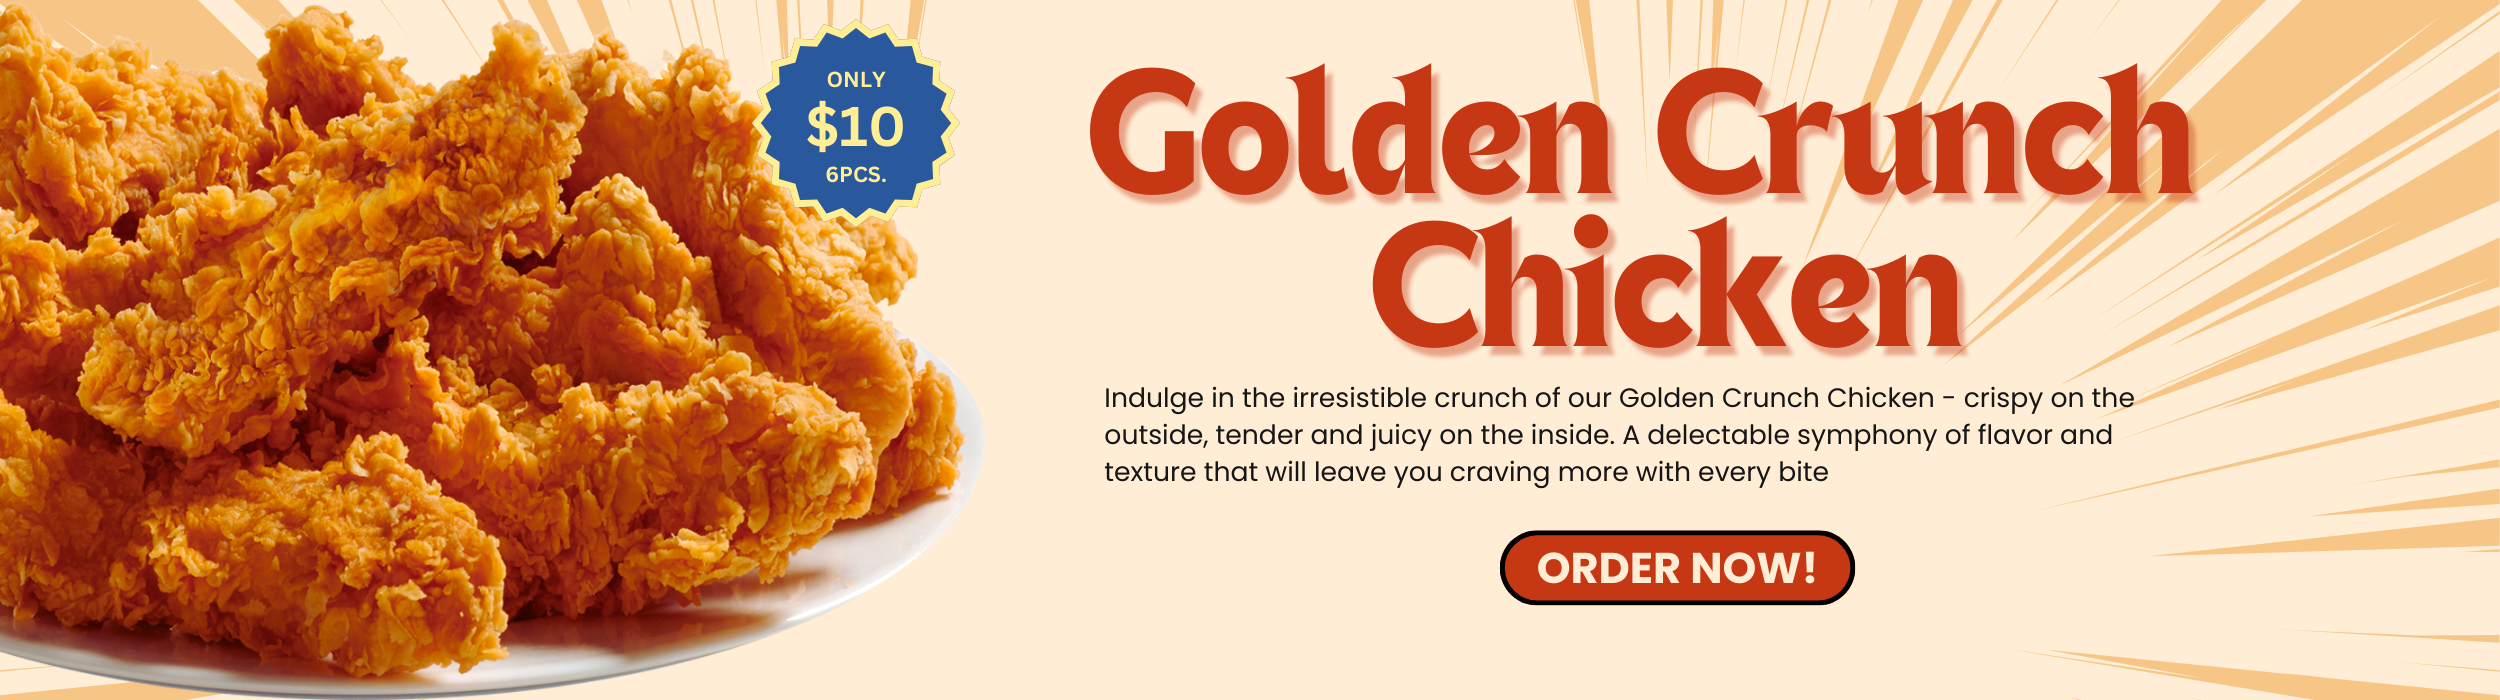 ONLY
$10
6PCS.
Golden Crunch
Chicken
Indulge in the irresistible crunch of our Golden Crunch Chicken - crispy on the
outside, tender and juicy on the inside. A delectable symphony of flavor and
texture that will leave you craving more with every bite
ORDER NOW!